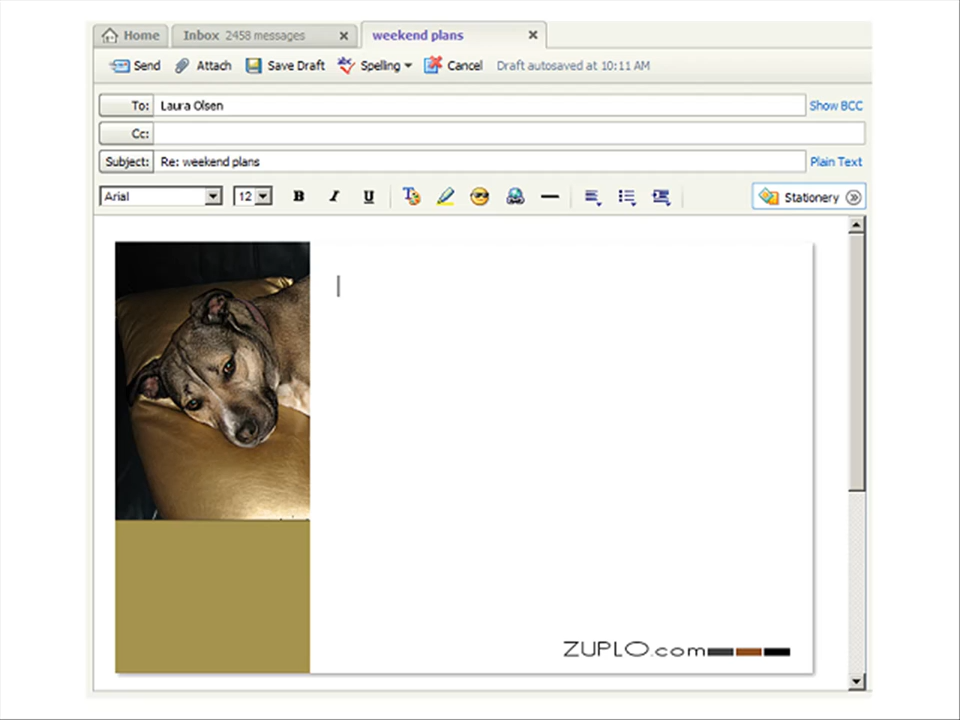 Home Inbox 2458 messages weekend plans
Send Attach Save Draft Spelling Cancel Draft autosaved at 10:11 AM
To: Laura Olsen Show BCC
Cc:
Subject: Re: weekend plans Plain Text
Arial 12 B I U Stationery
ZUPLO.com